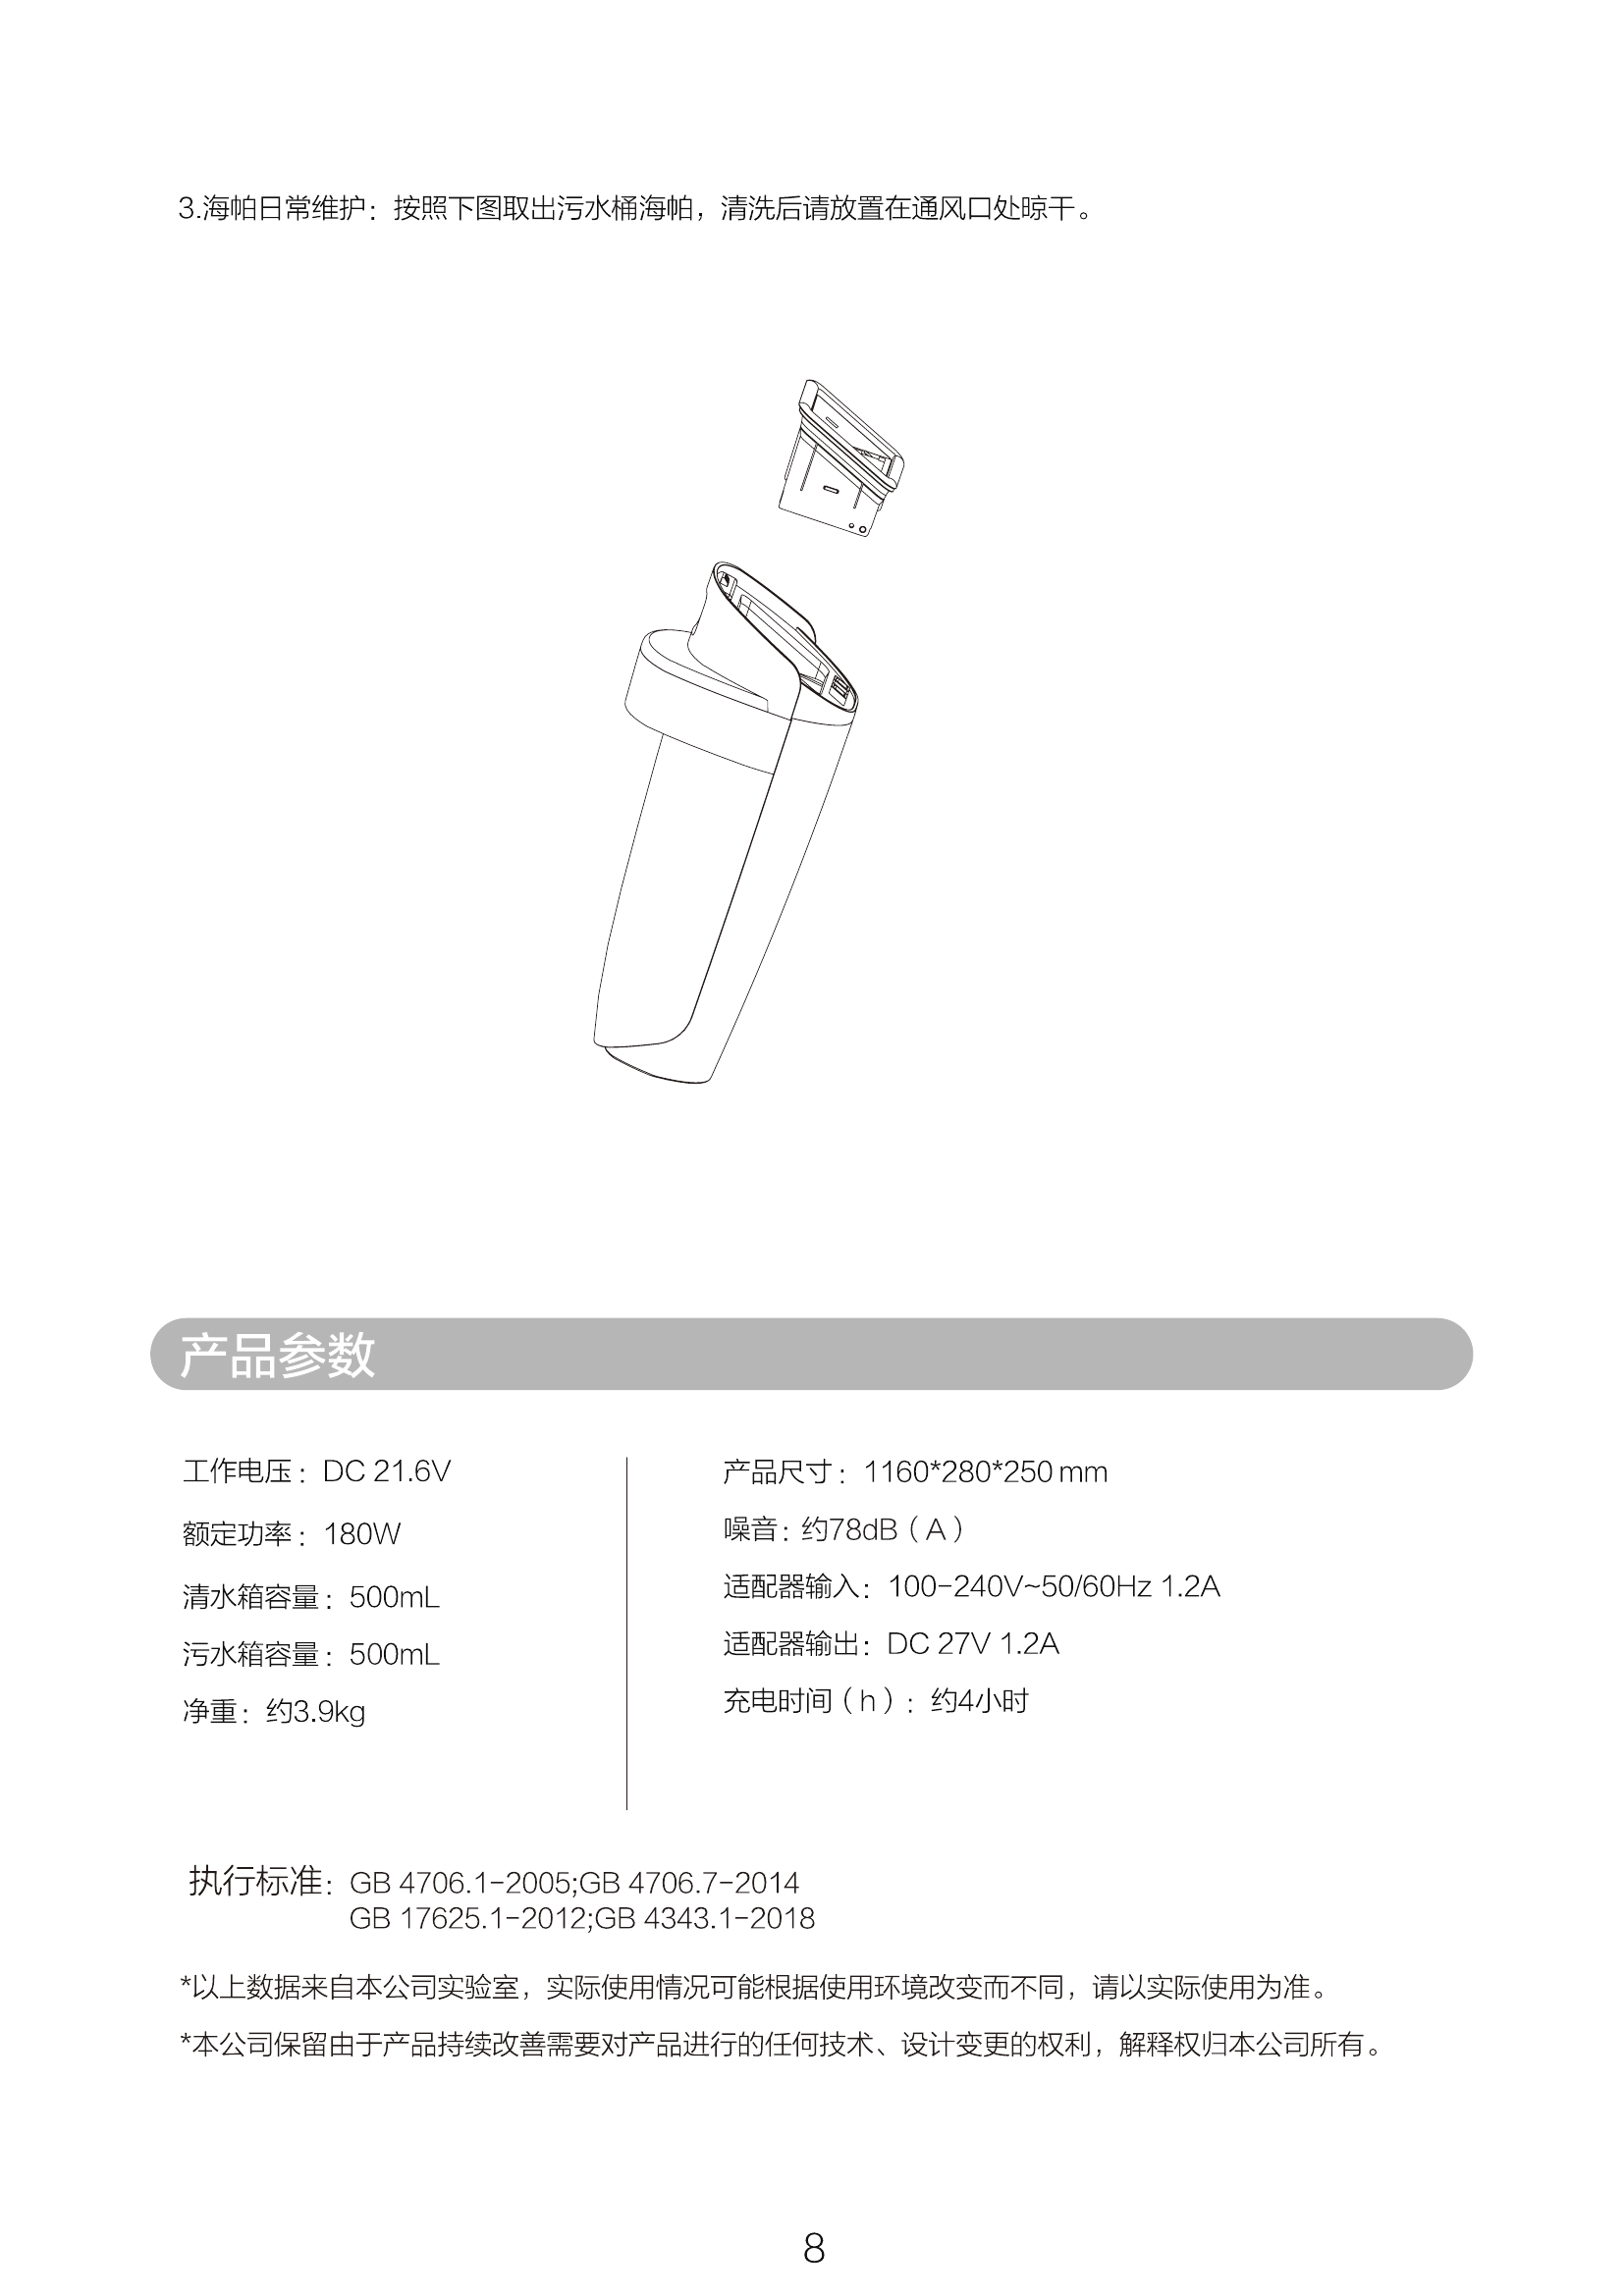 3.海帕日常维护：按照下图取出污水桶海帕，清洗后请放置在通风口处晾干。
产品参数
工作电压：DC 21.6V
额定功率：180W
清水箱容量：500mL
污水箱容量：500mL
净重：约3.9kg
产品尺寸：1160*280*250 mm
噪音：约78dB（A）
适配器输入：100-240V~50/60Hz 1.2A
适配器输出：DC 27V 1.2A
充电时间（h）：约4小时
执行标准：GB 4706.1-2005;GB 4706.7-2014
GB 17625.1-2012;GB 4343.1-2018
*以上数据来自本公司实验室，实际使用情况可能根据使用环境改变而不同，请以实际使用为准。
*本公司保留由于产品持续改善需要对产品进行的任何技术、设计变更的权利，解释权归本公司所有。
8